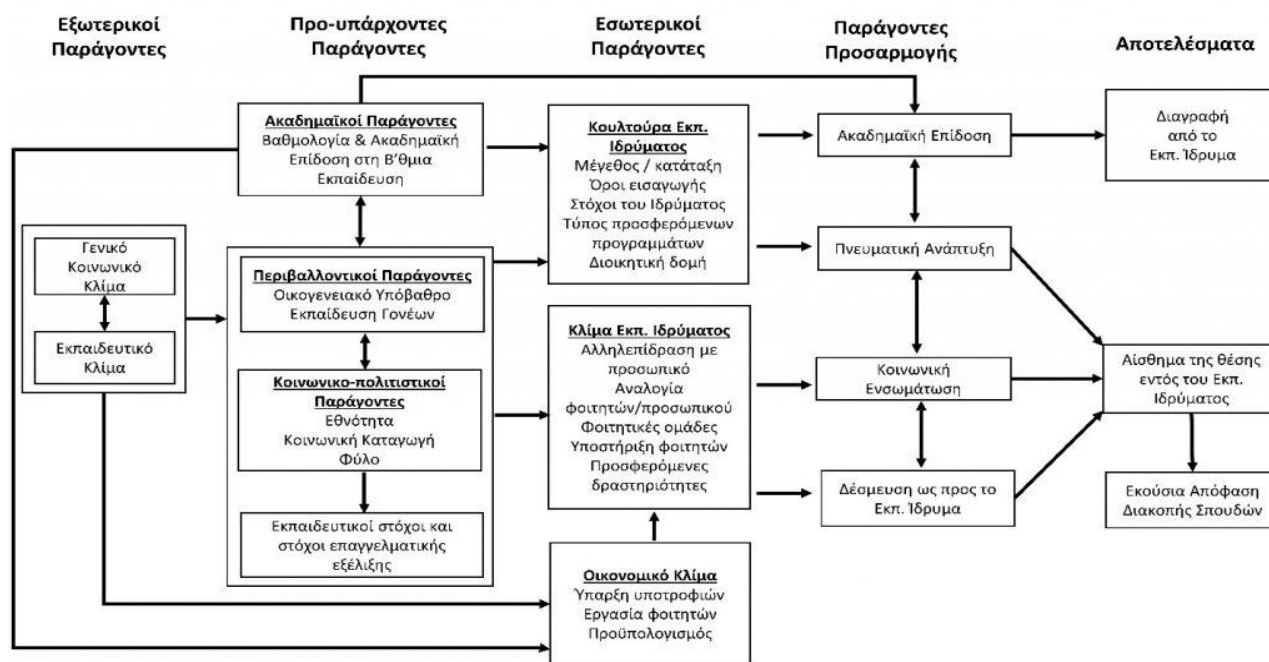 Εξωτερικοί
Παράγοντες
Προ-υπάρχοντες
Παράγοντες
Εσωτερικοί
Παράγοντες
Παράγοντες
Προσαρμογής
Αποτελέσματα
Γενικό
Κοινωνικό
Κλίμα
Εκπαιδευτικό
Κλίμα
Ακαδημαϊκοί Παράγοντες
Βαθμολογία & Ακαδημαϊκή
Επίδοση στη Β’θμια
Εκπαίδευση
Περιβαλλοντικοί Παράγοντες
Οικογενειακό Υπόβαθρο
Εκπαίδευση Γονέων
Κοινωνικο-πολιτιστικοί
Παράγοντες
Εθνότητα
Κοινωνική Καταγωγή
Φύλο
Εκπαιδευτικοί στόχοι και
στόχοι επαγγελματικής
εξέλιξης
Κουλτούρα Εκπ.
Ιδρύματος
Μέγεθος / κατάταξη
Όροι εισαγωγής
Στόχοι του Ιδρύματος
Τύπος προσφερόμενων
προγραμμάτων
Διοικητική δομή
Κλίμα Εκπ. Ιδρύματος
Αλληλεπίδραση με
προσωπικό
Αναλογία
φοιτητών/προσωπικού
Φοιτητικές ομάδες
Υποστήριξη φοιτητών
Προσφερόμενες
δραστηριότητες
Οικονομικό Κλίμα
Ύπαρξη υποτροφιών
Εργασία φοιτητών
Προϋπολογισμός
Ακαδημαϊκή Επίδοση
Πνευματική Ανάπτυξη
Κοινωνική
Ενσωμάτωση
Δέσμευση ως προς το
Εκπ. Ίδρυμα
Διαγραφή
από το
Εκπ. Ίδρυμα
Αίσθημα της θέσης
εντός του Εκπ.
Ιδρύματος
Εκούσια Απόφαση
Διακοπής Σπουδών